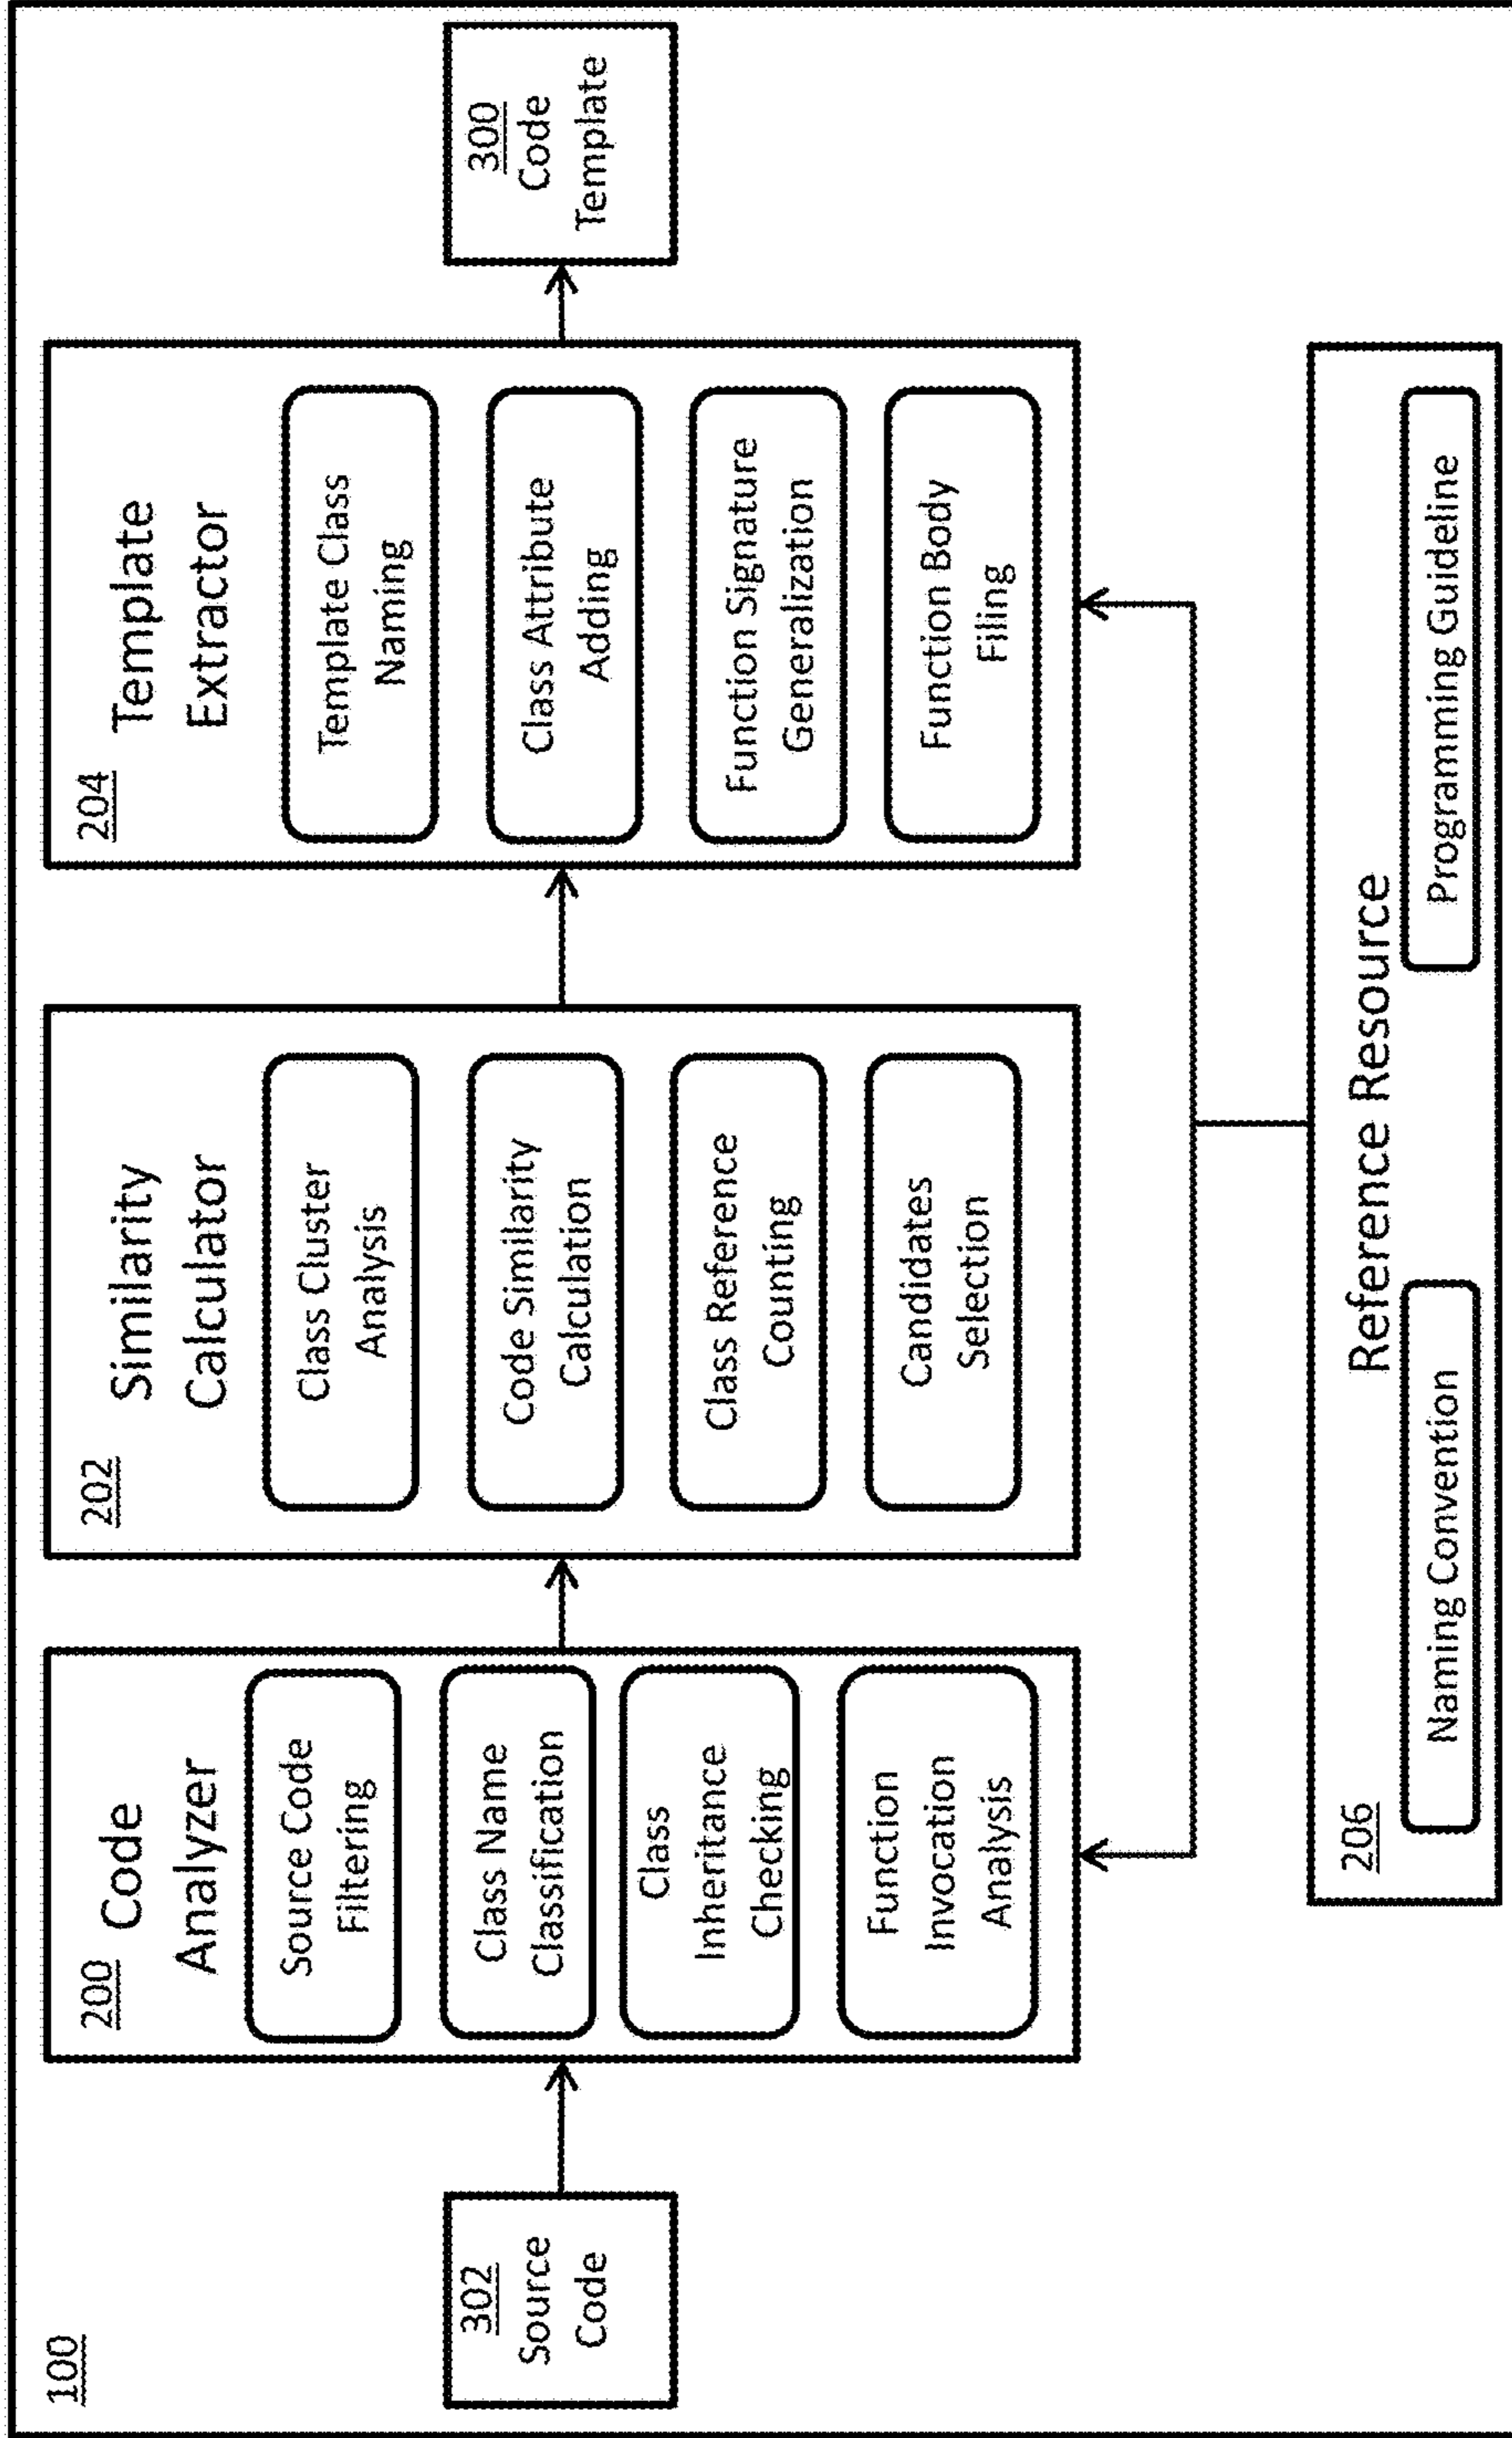 100
302
Source
Code
200 Code
Analyzer
Source Code
Filtering
Class Name
Classification
Class
Inheritance
Checking
Function
Invocation
Analysis
202
Similarity
Calculator
Class Cluster
Analysis
Code Similarity
Calculation
Class Reference
Counting
Candidates
Selection
204
Template
Extractor
Template Class
Naming
Class Attribute
Adding
Function Signature
Generalization
Function Body
Filling
300
Code
Template
206
Reference Resource
Naming Convention
Programming Guideline